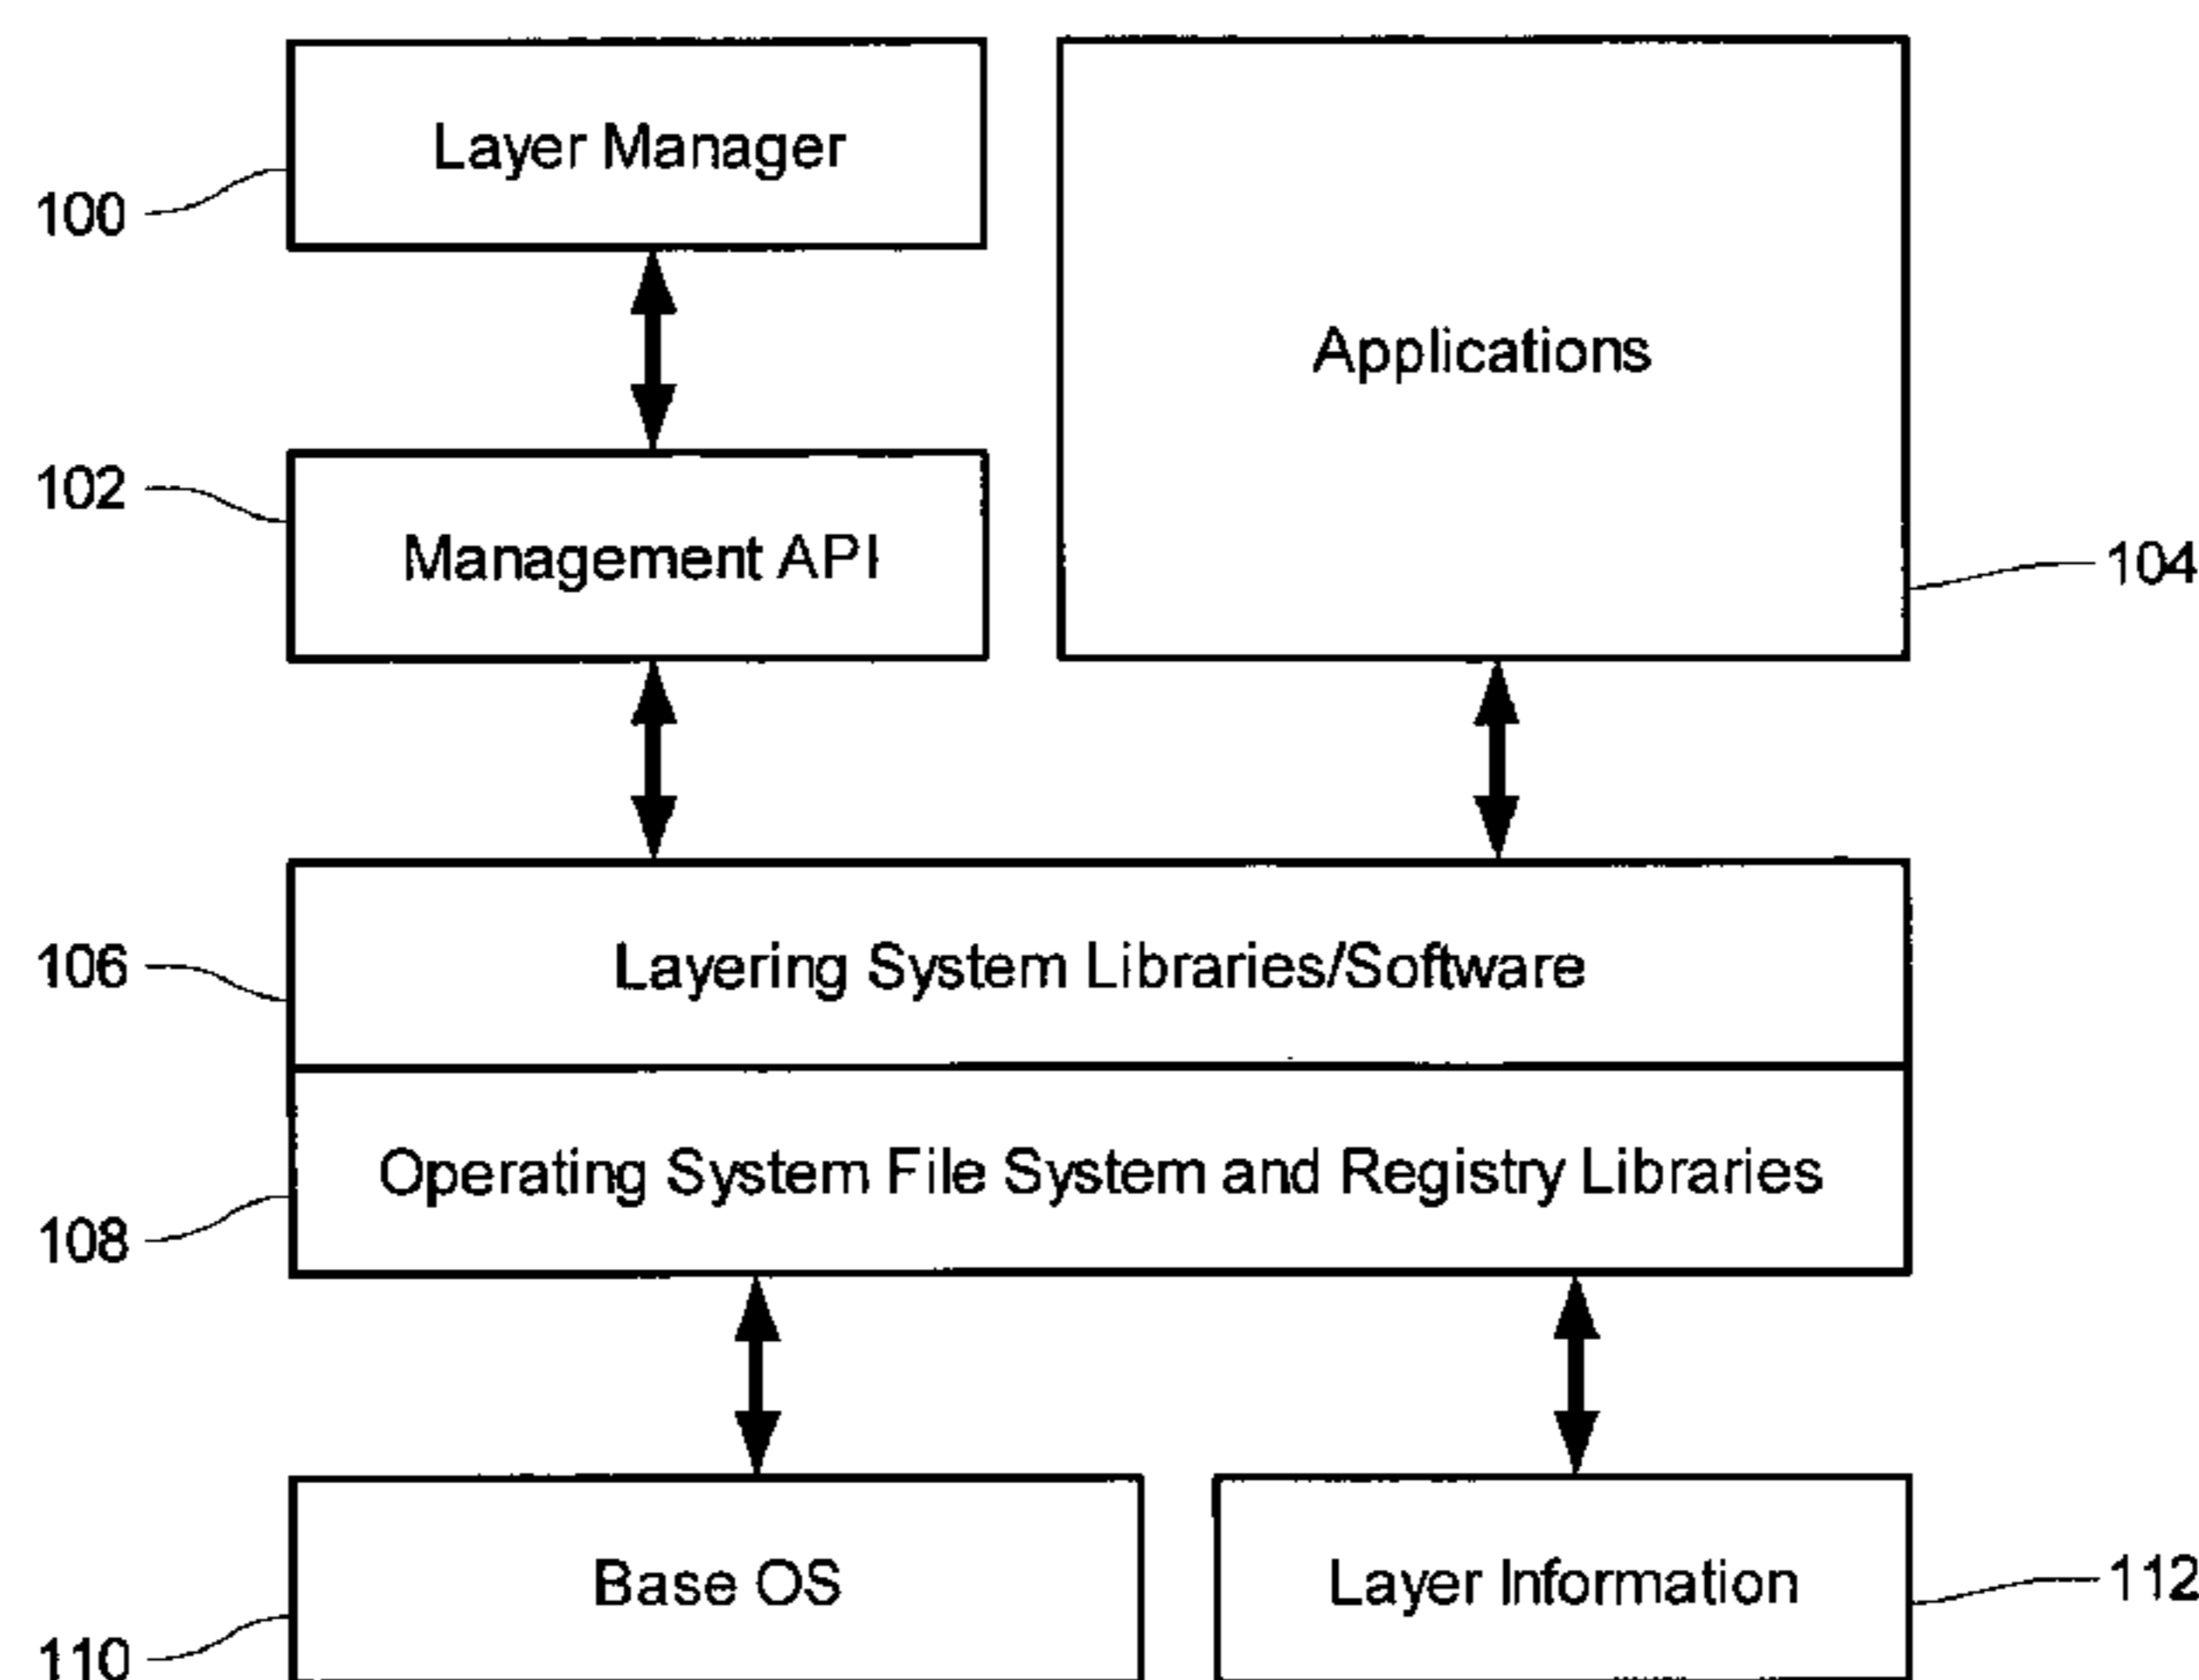 Layer Manager
100
Applications
102
Management API
104
106
Layering System Libraries/Software
Operating System File System and Registry Libraries
108
Base OS
Layer Information
112
110